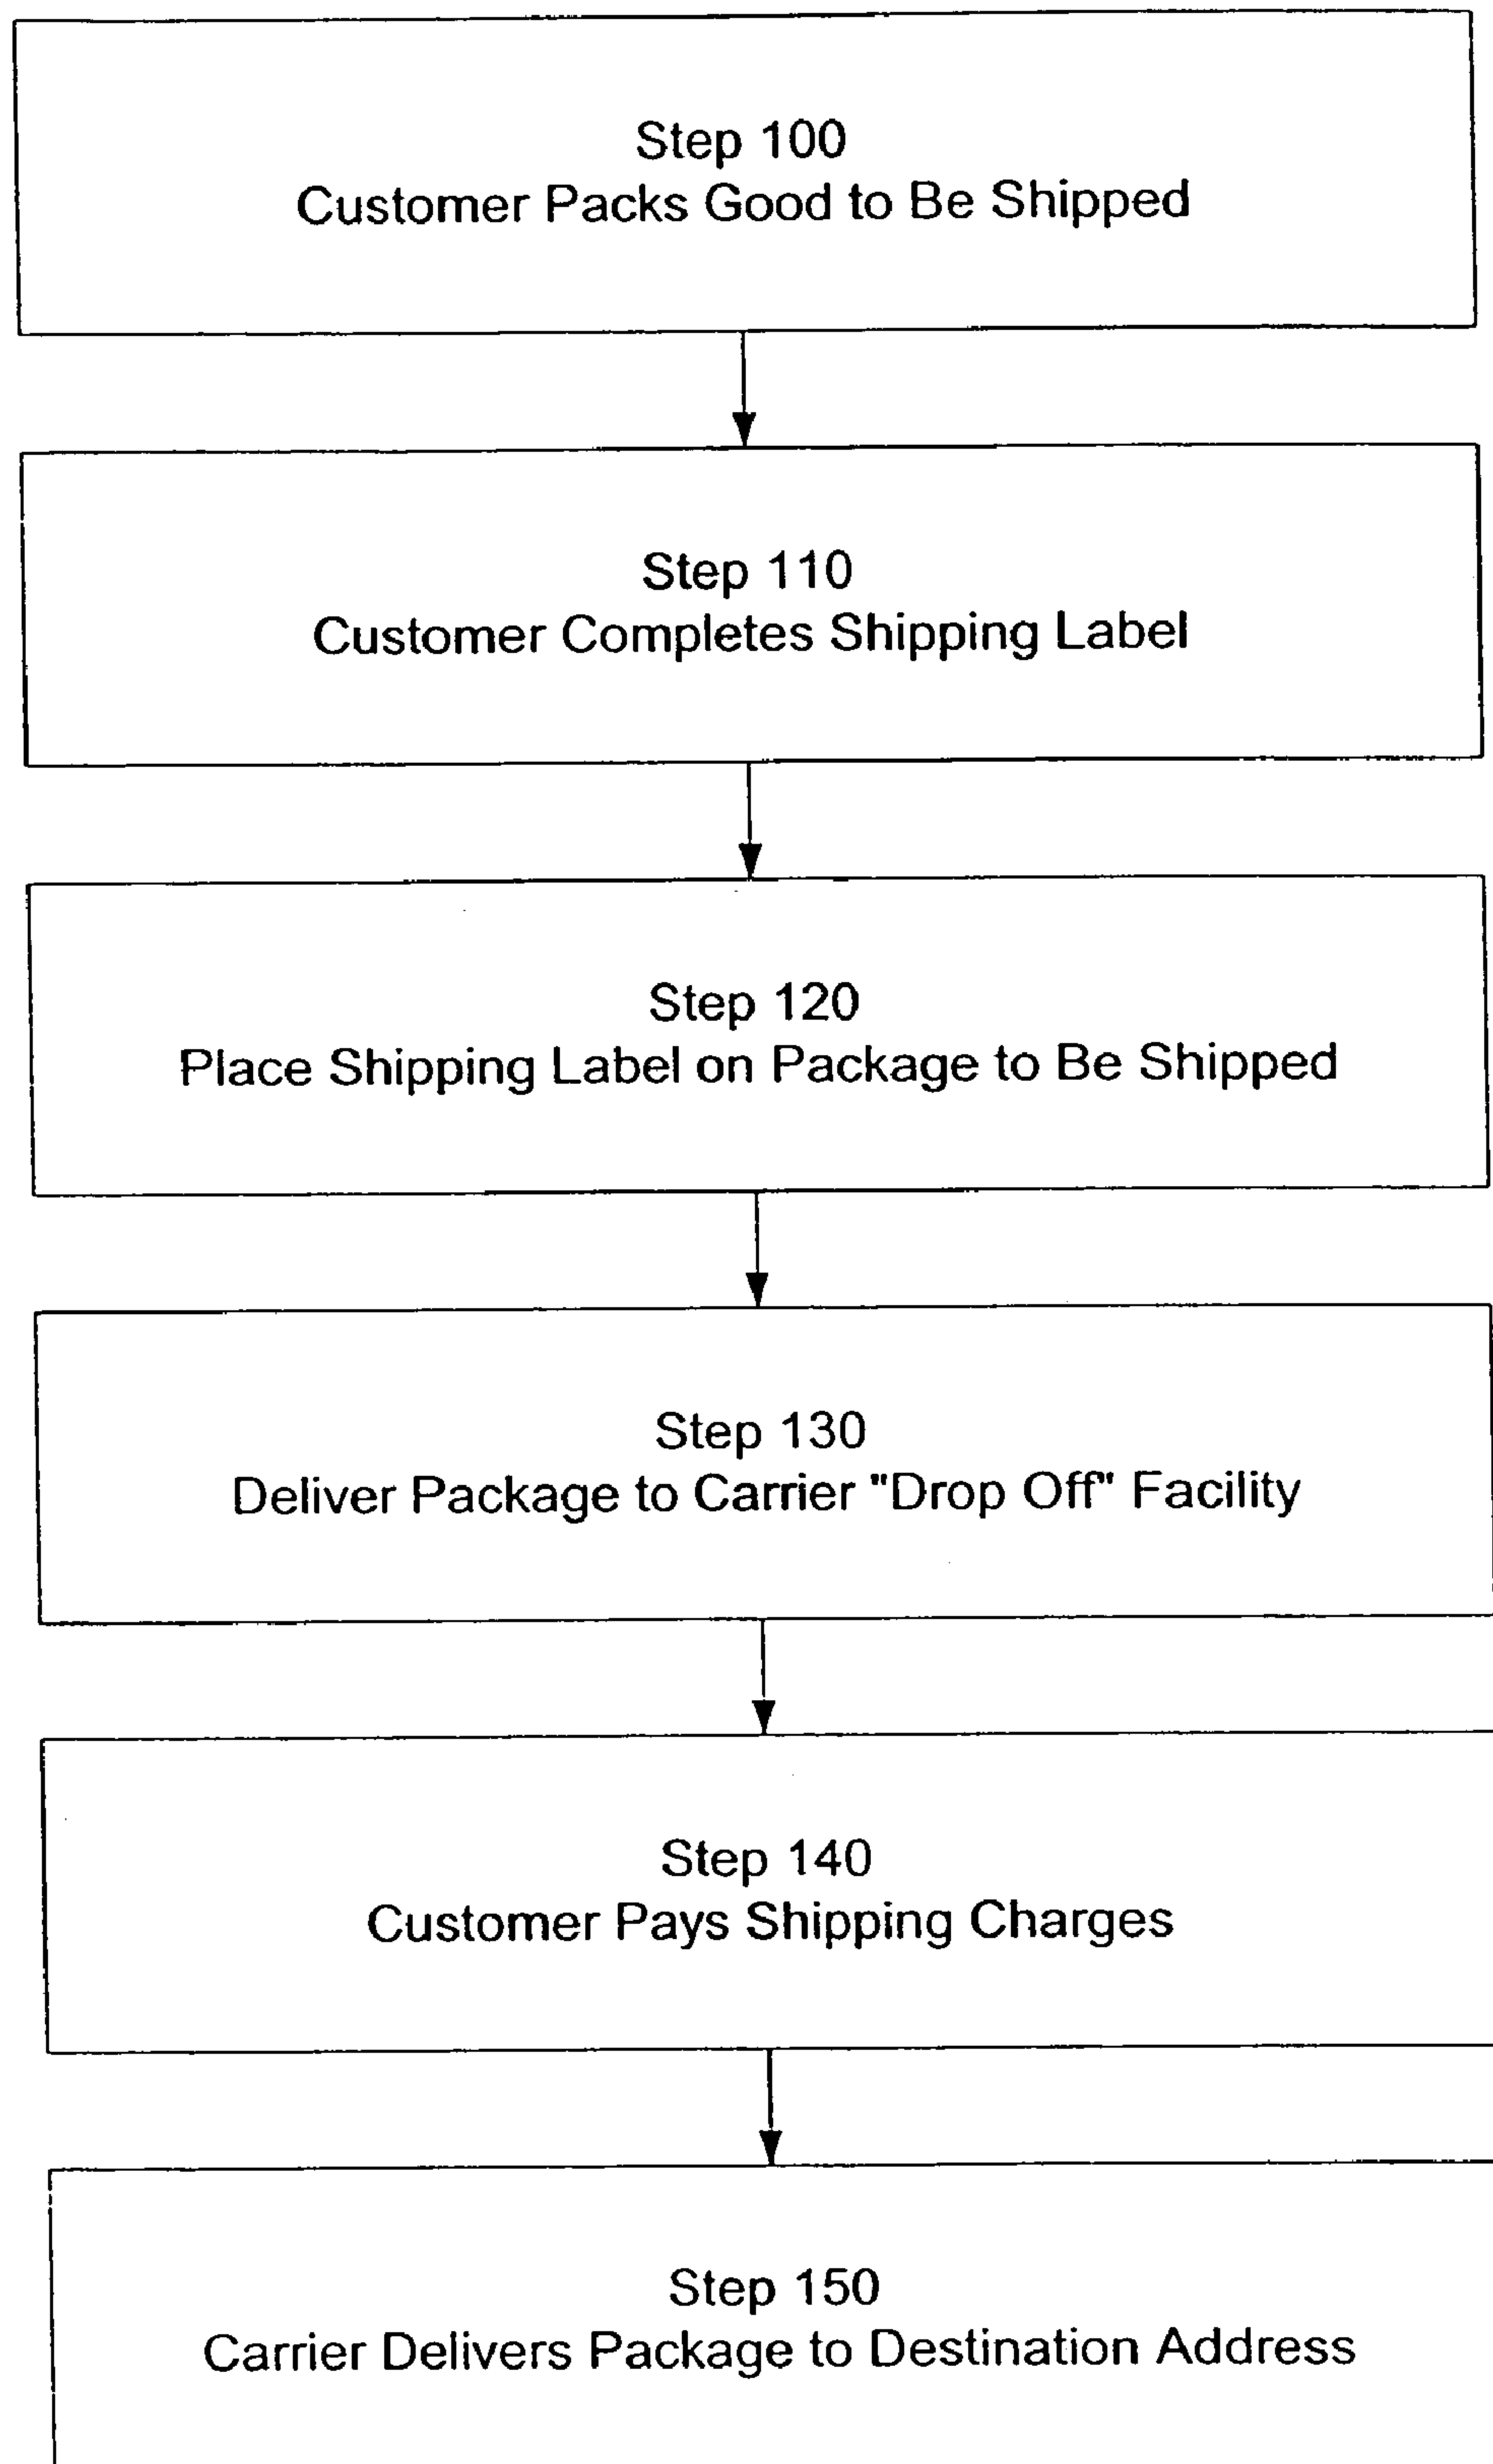 Step 100
Customer Packs Good to Be Shipped
Step 110
Customer Completes Shipping Label
Step 120
Place Shipping Label on Package to Be Shipped
Step 130
Deliver Package to Carrier "Drop Off" Facility
Step 140
Customer Pays Shipping Charges
Step 150
Carrier Delivers Package to Destination Address